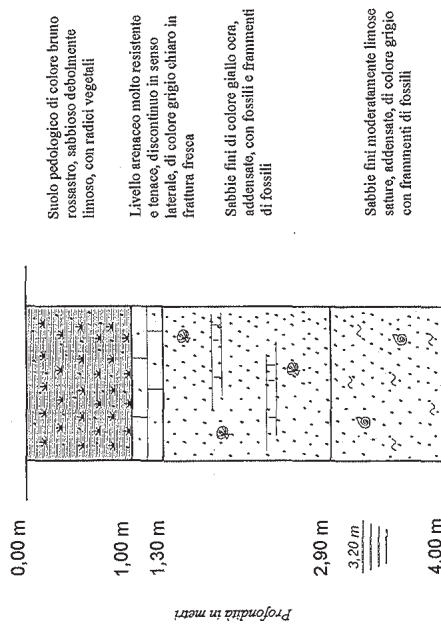 Profondità in metri
0,00 m
Suolo pedologico di colore bruno
rossastro, sabbioso debolmente
limoso, con radici vegetali
1,00 m
Livello arenaceo molto resistente
e tenace, discontinuo in senso
laterale, di colore grigio chiaro in
frattura fresca
1,30 m
Sabbie fini di colore giallo ocra,
addensate, con fossili e frammenti
di fossili
2,90 m
Sabbie fini moderatamente limose
sature, addensate, di colore grigio
con frammenti di fossili
3,20 m
4,00 m